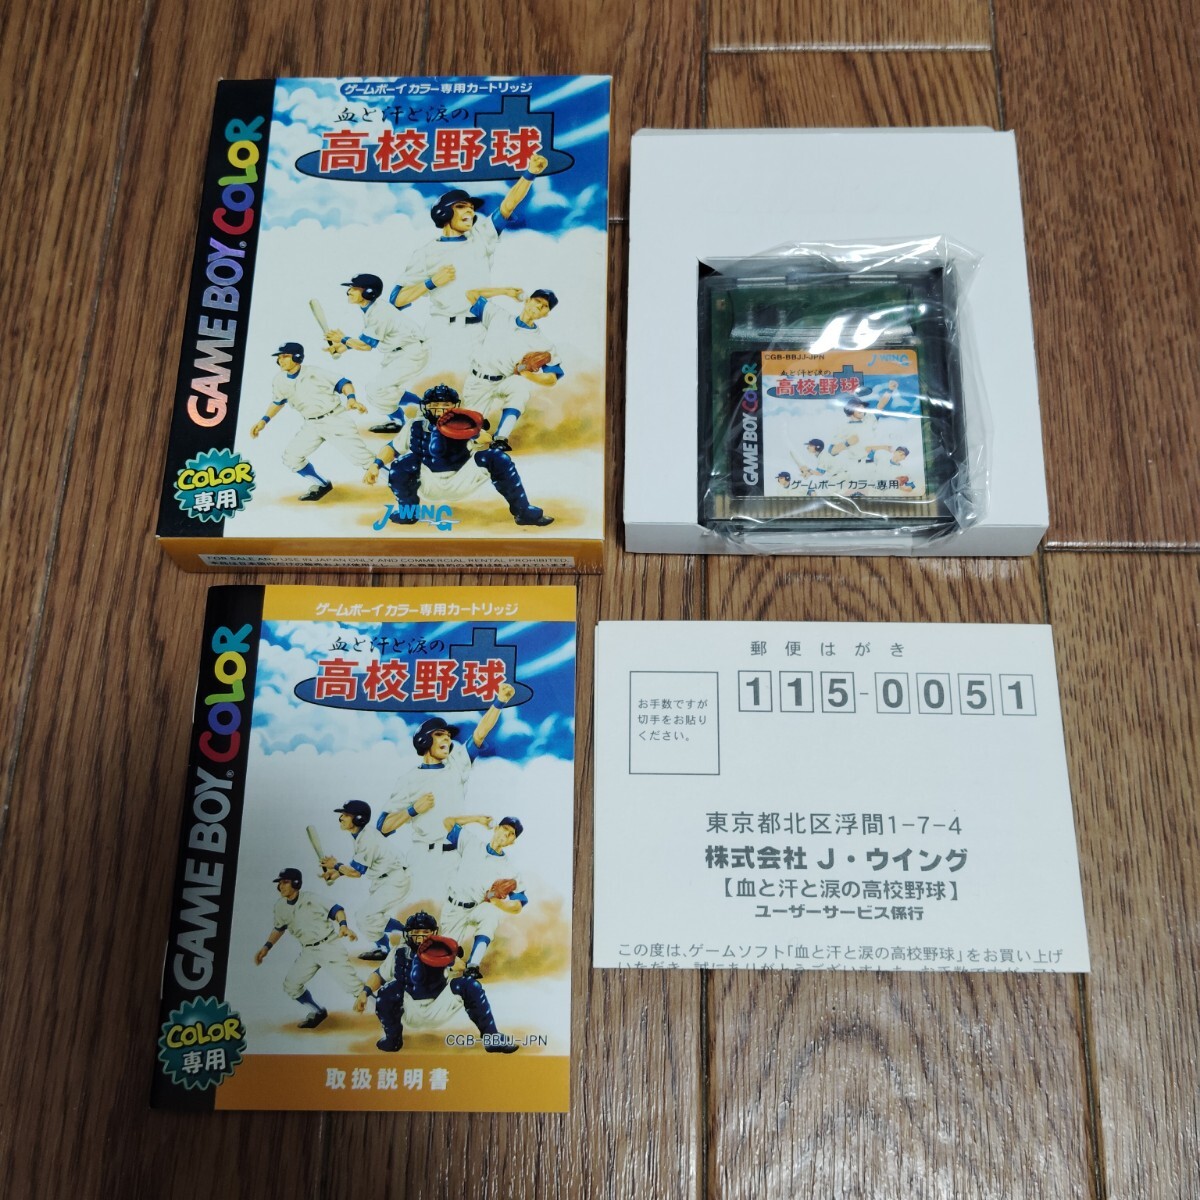 ゲームボーイカラー専用カートリッジ
血と汗と涙の
高校野球
GAME BOY COLOR
COLOR
専用
J-WING
FOR SALE AND USE IN JAPAN ONLY AND COMMERCIAL RENTAL PROHIBITED.
CGB-BBJJ-JPN
J-WING
血と汗と涙の
高校野球
GAME BOY COLOR
ゲームボーイカラー専用
ゲームボーイカラー専用カートリッジ
血と汗と涙の
高校野球
GAME BOY COLOR
COLOR
専用
CGB-BBJJ-JPN
取扱説明書
郵便はがき
お手数ですが
切手をお貼り
ください。
115-0051
東京都北区浮間1-7-4
株式会社 J・ウイング
【血と汗と涙の高校野球】
ユーザーサービス係行
この度は、ゲームソフト「血と汗と涙の高校野球」をお買い上げ